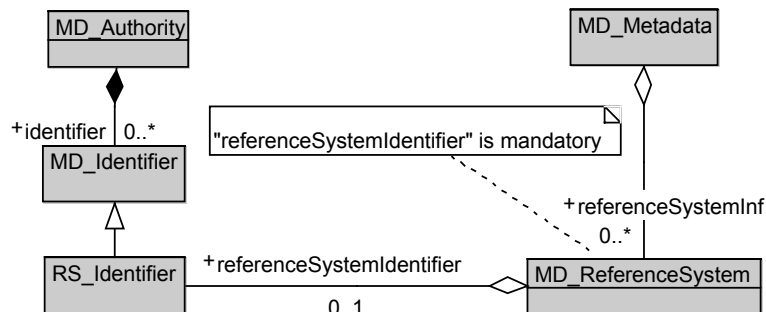 MD_Authority
MD_Metadata
+identifier 0..*
"referenceSystemIdentifier" is mandatory
MD_Identifier
+referenceSystemInf
0..*
+referenceSystemIdentifier
RS_Identifier
MD_ReferenceSystem
0..1